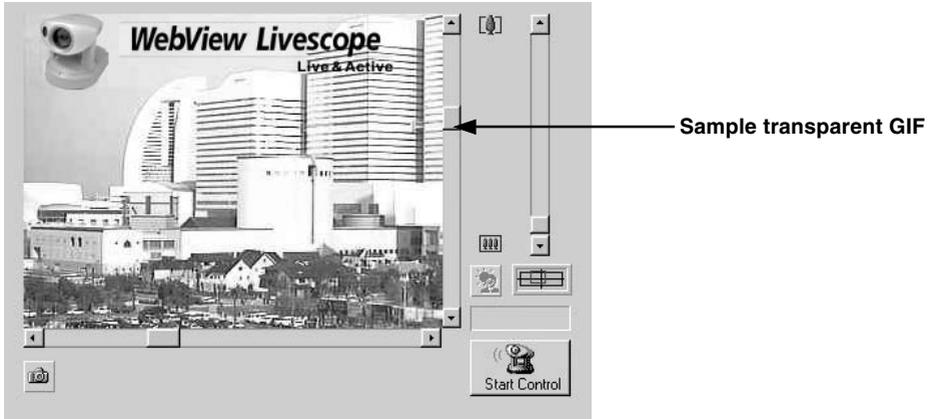 WebView Livescope
Live & Active
Sample transparent GIF
Start Control